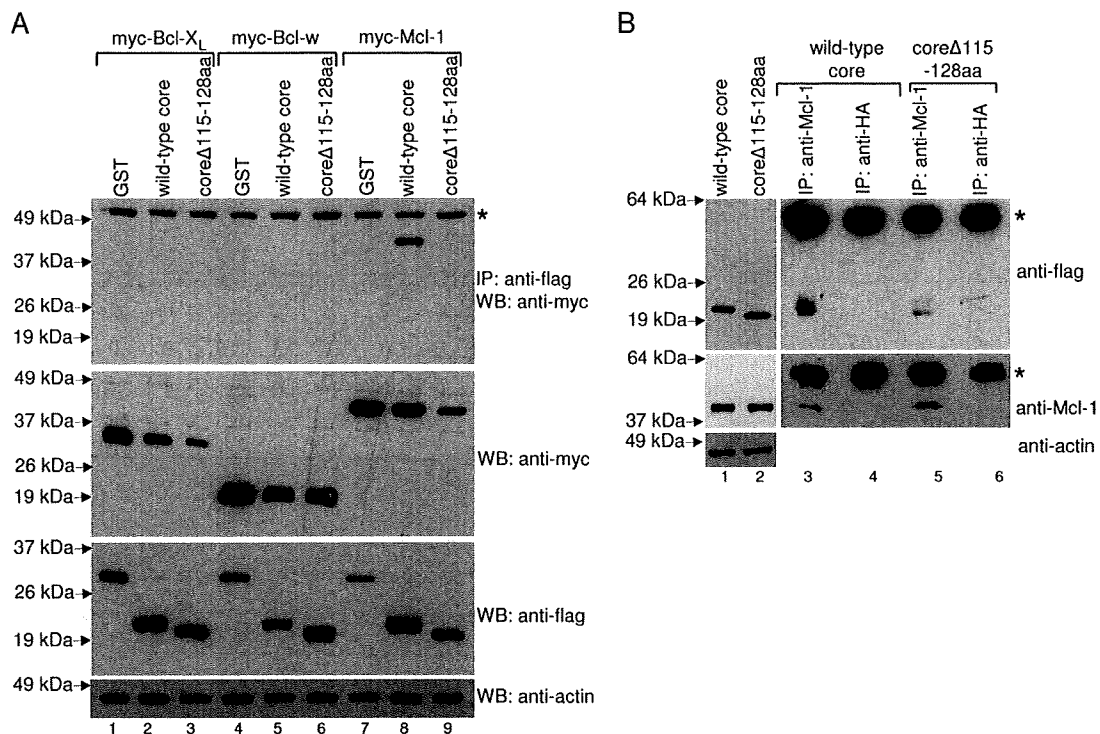 A
myc-Bcl-XL
myc-Bcl-w
myc-Mcl-1
GST
wild-type core
coreΔ115-128aa
GST
wild-type core
coreΔ115-128aa
GST
wild-type core
coreΔ115-128aa
49 kDa
37 kDa
26 kDa
19 kDa
*
IP: anti-flag
WB: anti-myc
49 kDa
37 kDa
26 kDa
19 kDa
WB: anti-myc
37 kDa
26 kDa
19 kDa
WB: anti-flag
49 kDa
WB: anti-actin
1 2 3 4 5 6 7 8 9
B
wild-type
core
coreΔ115
-128aa
wild-type core
coreΔ115-128aa
IP: anti-Mcl-1
IP: anti-HA
IP: anti-Mcl-1
IP: anti-HA
64 kDa
26 kDa
19 kDa
*
anti-flag
64 kDa
37 kDa
*
anti-Mcl-1
49 kDa
anti-actin
1 2 3 4 5 6